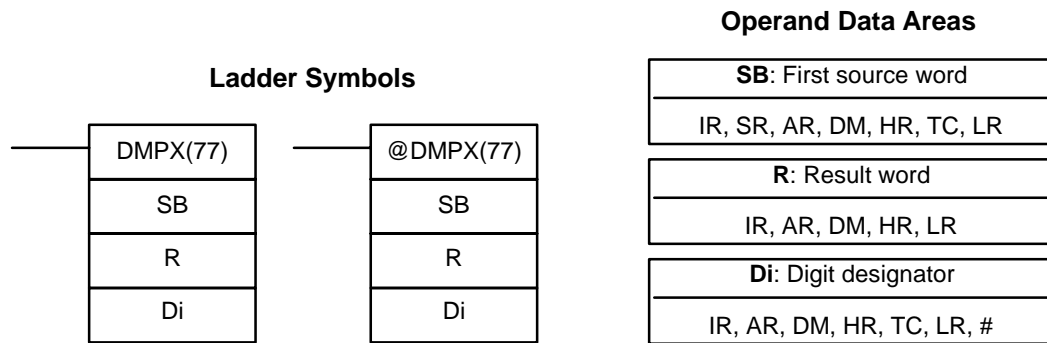 Ladder Symbols
DMPX(77)
SB
R
Di
@DMPX(77)
SB
R
Di
Operand Data Areas
SB: First source word
IR, SR, AR, DM, HR, TC, LR
R: Result word
IR, AR, DM, HR, LR
Di: Digit designator
IR, AR, DM, HR, TC, LR, #